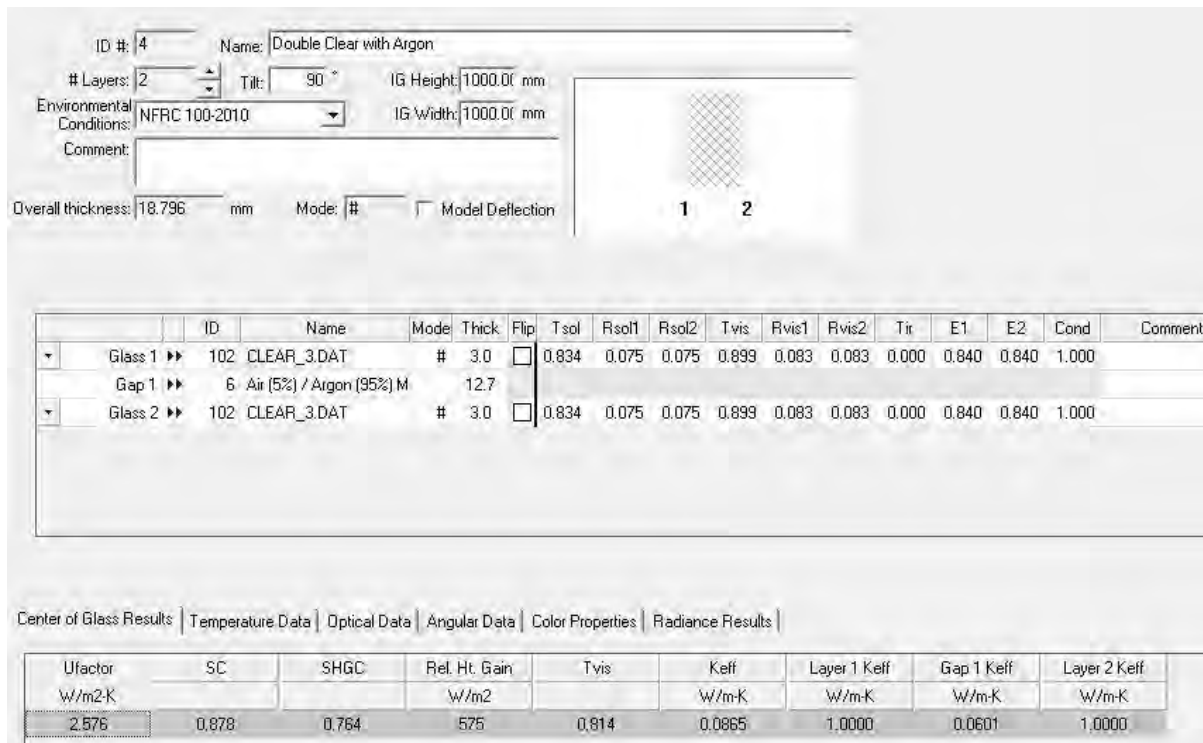 ID #: 4 Name: Double Clear with Argon
# Layers: 2 Tilt: 90 ° IG Height: 1000.0( mm
Environmental Conditions: NFRC 100-2010 IG Width: 1000.0( mm
Comment:
Overall thickness: 18.796 mm Mode: # Model Deflection
1 2
ID Name Mode Thick Flip Tsol Rsol1 Rsol2 Tvis Rvis1 Rvis2 Tir E1 E2 Cond Comment
Glass 1 102 CLEAR_3.DAT # 3.0 0.834 0.075 0.075 0.899 0.083 0.083 0.000 0.840 0.840 1.000
Gap 1 6 Air (5%) / Argon (95%) M 12.7
Glass 2 102 CLEAR_3.DAT # 3.0 0.834 0.075 0.075 0.899 0.083 0.083 0.000 0.840 0.840 1.000
Center of Glass Results Temperature Data Optical Data Angular Data Color Properties Radiance Results
Ufactor SC SHGC Rel. Ht. Gain Tvis Keff Layer 1 Keff Gap 1 Keff Layer 2 Keff
W/m2-K W/m2 W/m-K W/m-K W/m-K W/m-K
2.576 0.878 0.764 575 0.814 0.0865 1.0000 0.0601 1.0000